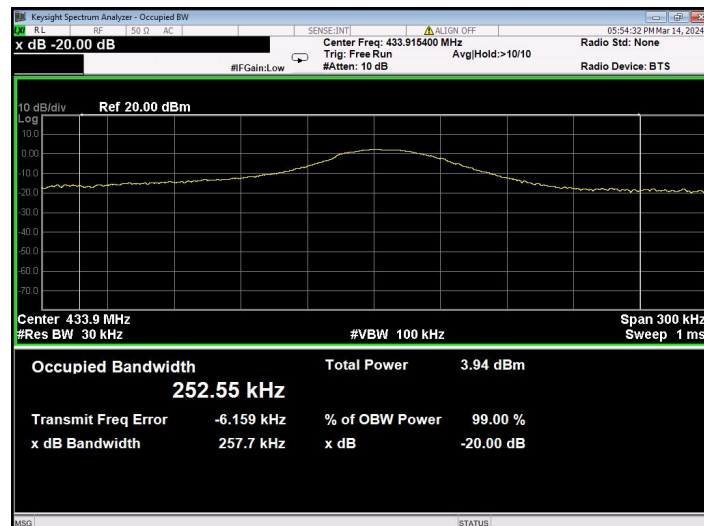 Keysight Spectrum Analyzer - Occupied BW
LXI RL RF 50 Ω AC SENSE:INT ALIGN OFF 05:54:32 PM Mar 14, 2024
x dB -20.00 dB
Center Freq: 433.915400 MHz Radio Std: None
Trig: Free Run Avg|Hold:>10/10
#IFGain:Low #Atten: 10 dB Radio Device: BTS
10 dB/div Ref 20.00 dBm
Log
10.0
0.00
-10.0
-20.0
-30.0
-40.0
-50.0
-60.0
-70.0
Center 433.9 MHz Span 300 kHz
#Res BW 30 kHz #VBW 100 kHz Sweep 1 ms
Occupied Bandwidth Total Power 3.94 dBm
252.55 kHz
Transmit Freq Error -6.159 kHz % of OBW Power 99.00 %
x dB Bandwidth 257.7 kHz x dB -20.00 dB
MSG STATUS